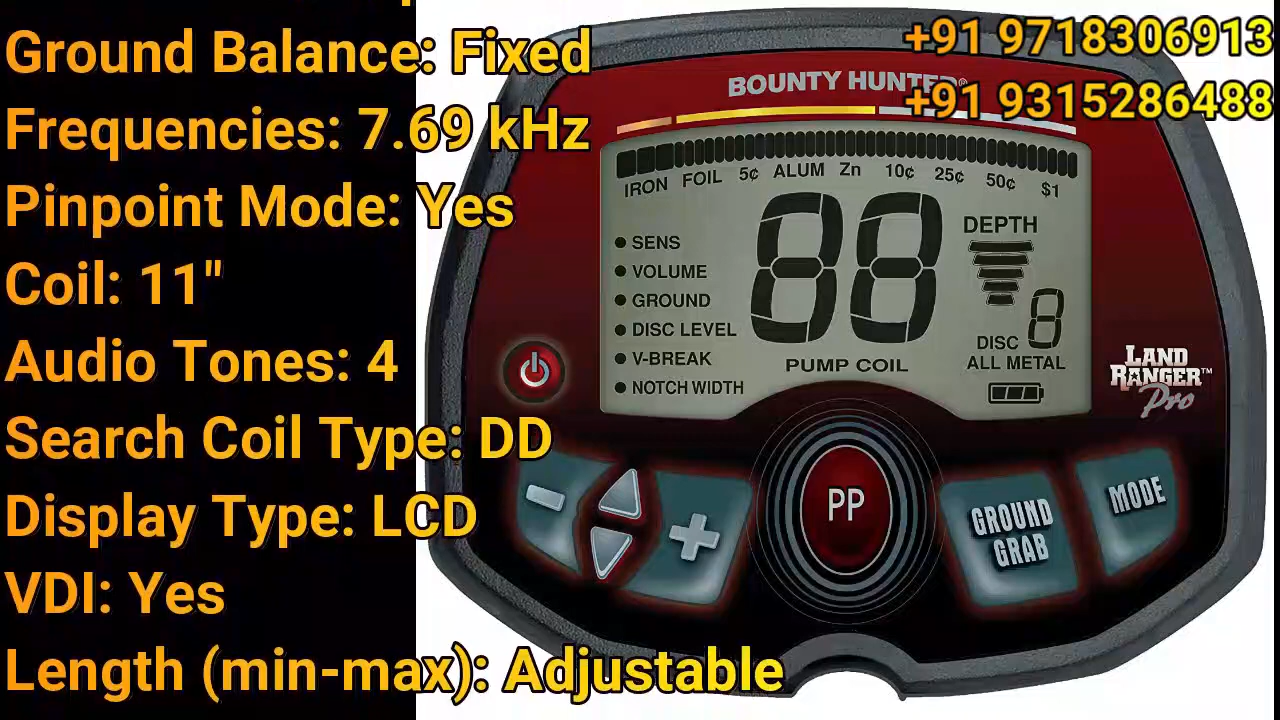 Ground Balance: Fixed
Frequencies: 7.69 kHz
Pinpoint Mode: Yes
Coil: 11"
Audio Tones: 4
Search Coil Type: DD
Display Type: LCD
VDI: Yes
Length (min-max): Adjustable
+91 9718306913
+91 9315286488
BOUNTY HUNTER®
IRON FOIL 5¢ ALUM Zn 10¢ 25¢ 50¢ $1
SENS
VOLUME
GROUND
DISC LEVEL
V-BREAK
NOTCH WIDTH
88
DEPTH
8
DISC
ALL METAL
PUMP COIL
LAND
RANGER™
Pro
PP
GROUND
GRAB
MODE